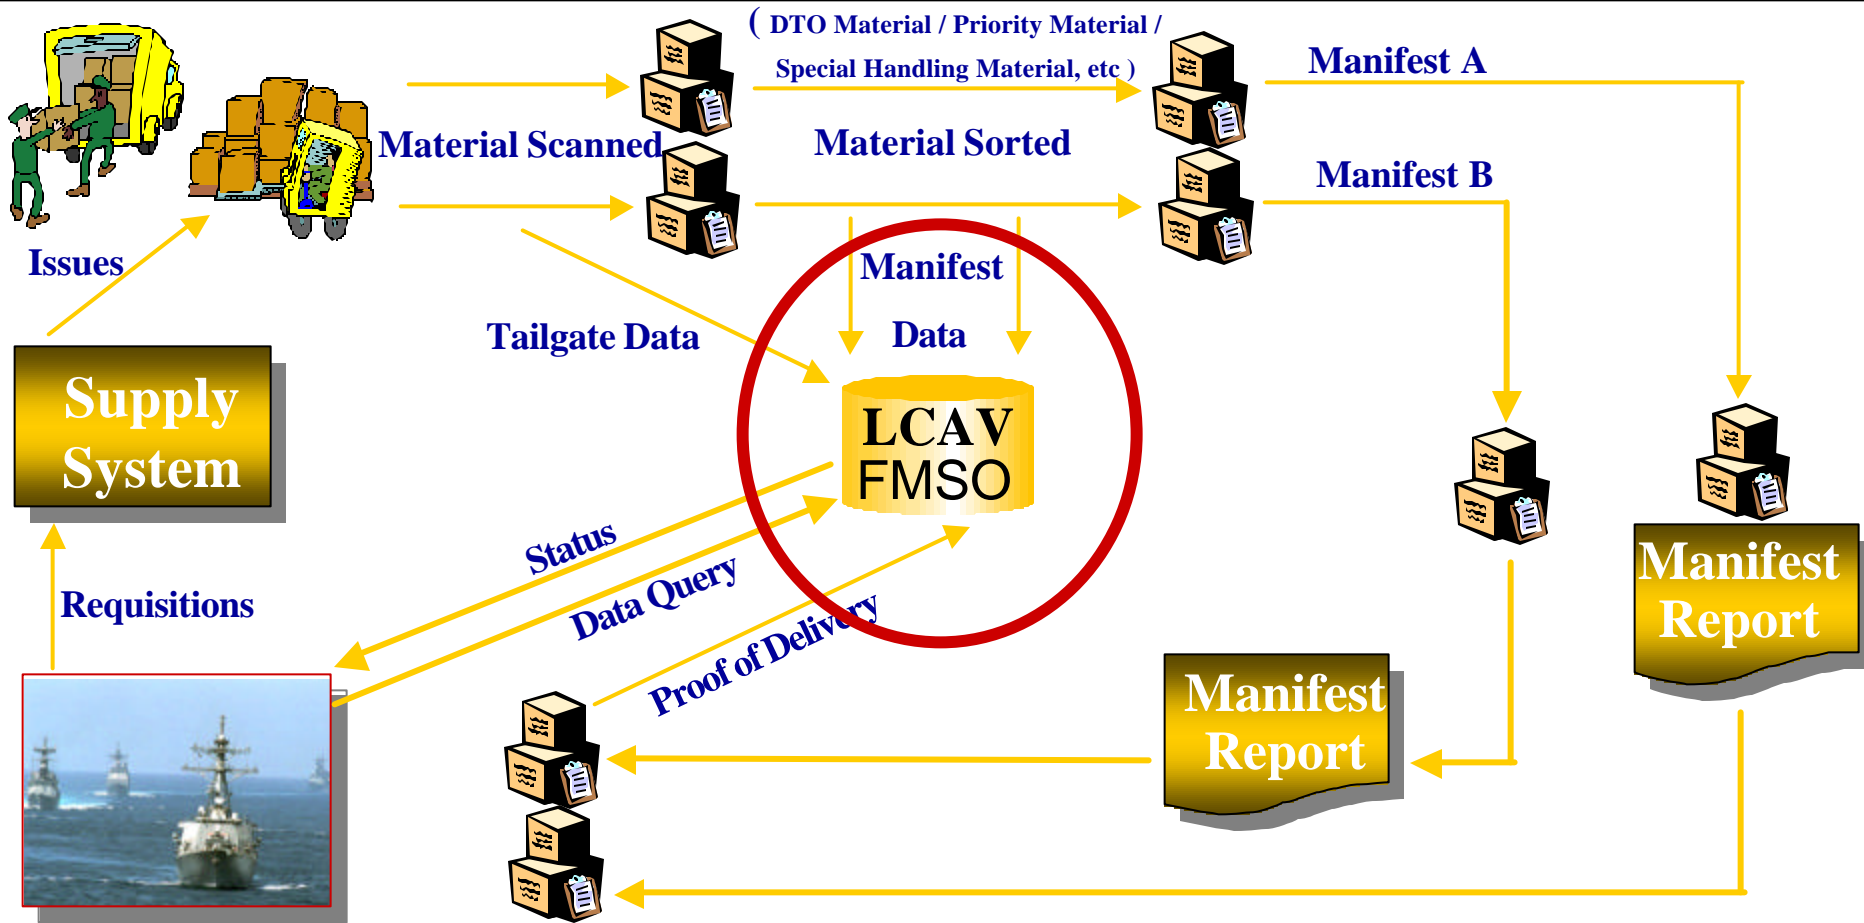 ( DTO Material / Priority Material /
Special Handling Material, etc )
Manifest A
Material Scanned
Material Sorted
Manifest B
Issues
Manifest
Tailgate Data
Data
Supply
System
LCAV
FMSO
Status
Data Query
Proof of Delivery
Requisitions
Manifest
Report
Manifest
Report